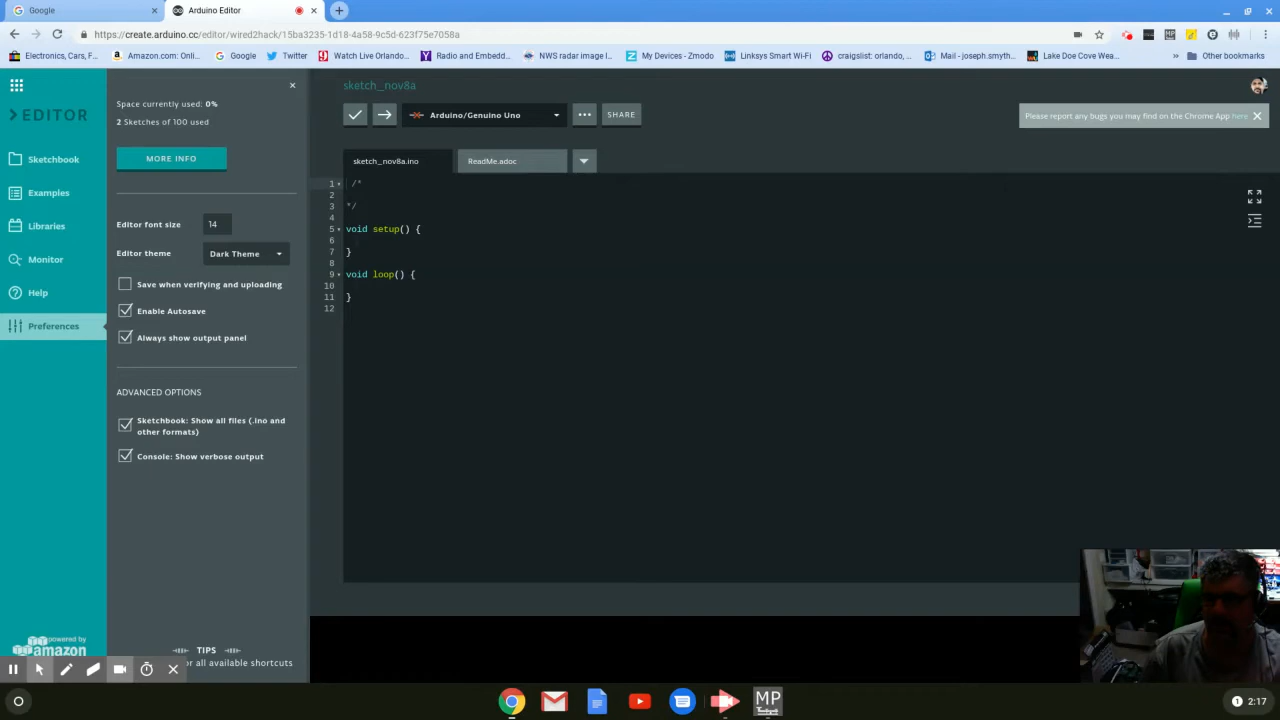 Google
Arduino Editor
https://create.arduino.cc/editor/wired2hack/15ba3235-1d18-4a58-9c5d-623f75e7058a
Electronics, Cars, F...
Amazon.com: Online...
Google
Twitter
Watch Live Orlando...
Radio and Embedd...
NWS radar image l...
My Devices - Zmodo
Linksys Smart Wi-Fi
craigslist: orlando, ...
Mail - joseph.smyth...
Lake Doe Cove Wea...
Other bookmarks
EDITOR
Sketchbook
Examples
Libraries
Monitor
Help
Preferences
powered by
amazon
Space currently used: 0%
2 Sketches of 100 used
MORE INFO
Editor font size 14
Editor theme Dark Theme
Save when verifying and uploading
Enable Autosave
Always show output panel
ADVANCED OPTIONS
Sketchbook: Show all files (.ino and
other formats)
Console: Show verbose output
TIPS
or all available shortcuts
sketch_nov8a
Arduino/Genuino Uno
SHARE
Please report any bugs you may find on the Chrome App here
sketch_nov8a.ino
ReadMe.adoc
1 /*
2
3 */
4
5 void setup() {
6
7 }
8
9 void loop() {
10
11 }
12
MP
1 2:17